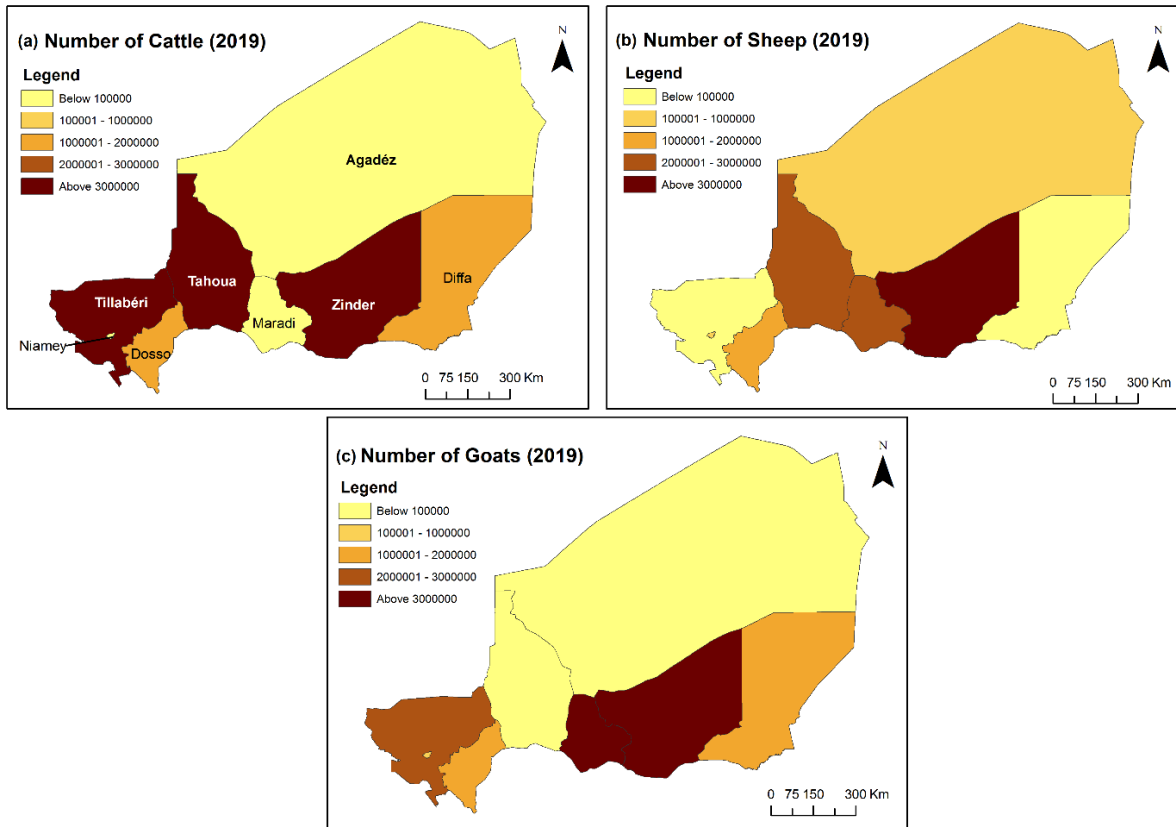 (a) Number of Cattle (2019)
N
Legend
Below 100000
100001 - 1000000
1000001 - 2000000
2000001 - 3000000
Above 3000000
Agadéz
Tahoua
Diffa
Tillabéri
Zinder
Maradi
Niamey
Dosso
0 75 150 300 Km
(b) Number of Sheep (2019)
N
Legend
Below 100000
100001 - 1000000
1000001 - 2000000
2000001 - 3000000
Above 3000000
0 75 150 300 Km
(c) Number of Goats (2019)
N
Legend
Below 100000
100001 - 1000000
1000001 - 2000000
2000001 - 3000000
Above 3000000
0 75 150 300 Km